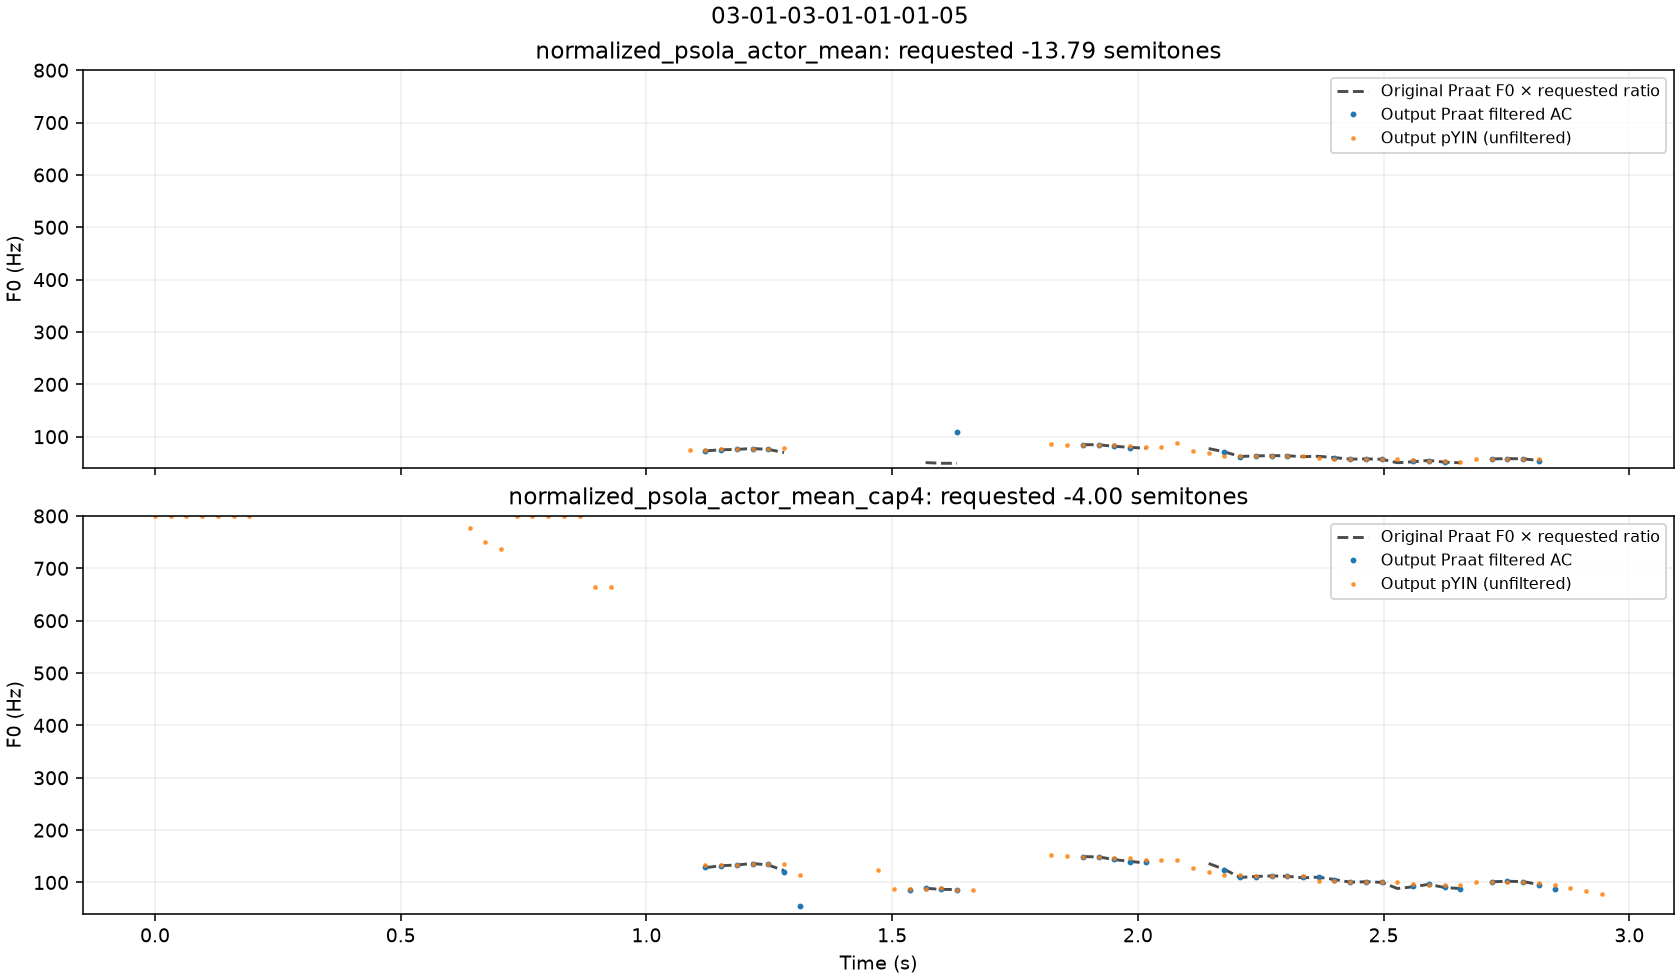 03-01-03-01-01-01-05
normalized_psola_actor_mean: requested -13.79 semitones
800
700
600
500
400
300
200
100
F0 (Hz)
Original Praat F0 × requested ratio
Output Praat filtered AC
Output pYIN (unfiltered)
normalized_psola_actor_mean_cap4: requested -4.00 semitones
800
700
600
500
400
300
200
100
F0 (Hz)
Original Praat F0 × requested ratio
Output Praat filtered AC
Output pYIN (unfiltered)
0.0 0.5 1.0 1.5 2.0 2.5 3.0
Time (s)